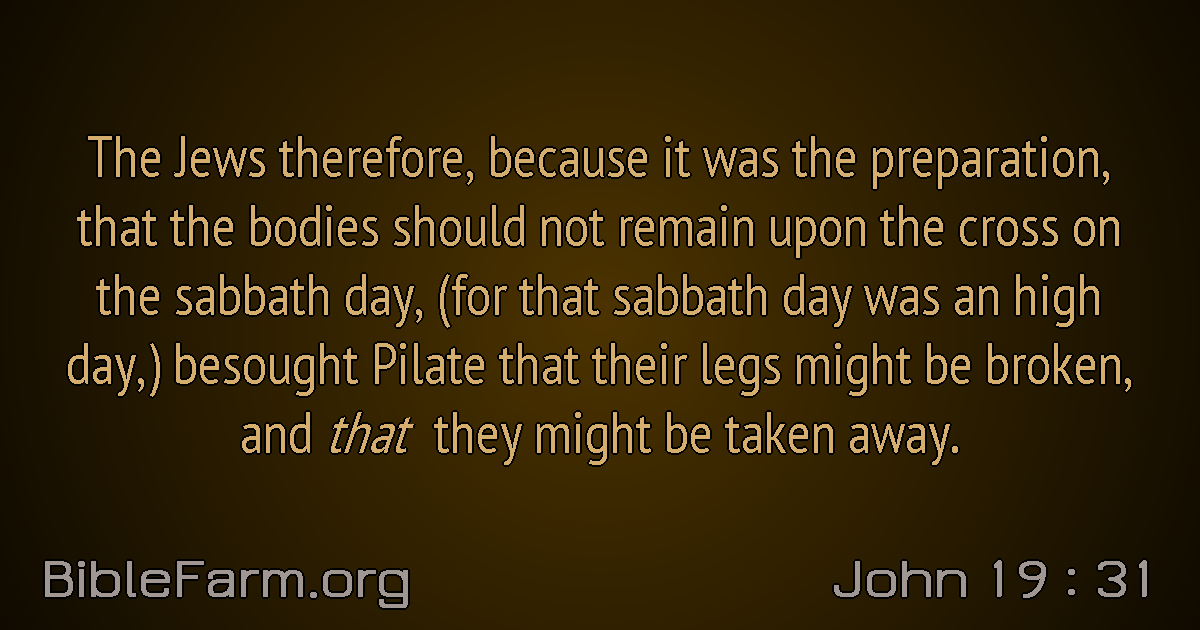 The Jews therefore, because it was the preparation,
that the bodies should not remain upon the cross on
the sabbath day, (for that sabbath day was an high
day,) besought Pilate that their legs might be broken,
and that they might be taken away.
BibleFarm.org
John 19 : 31